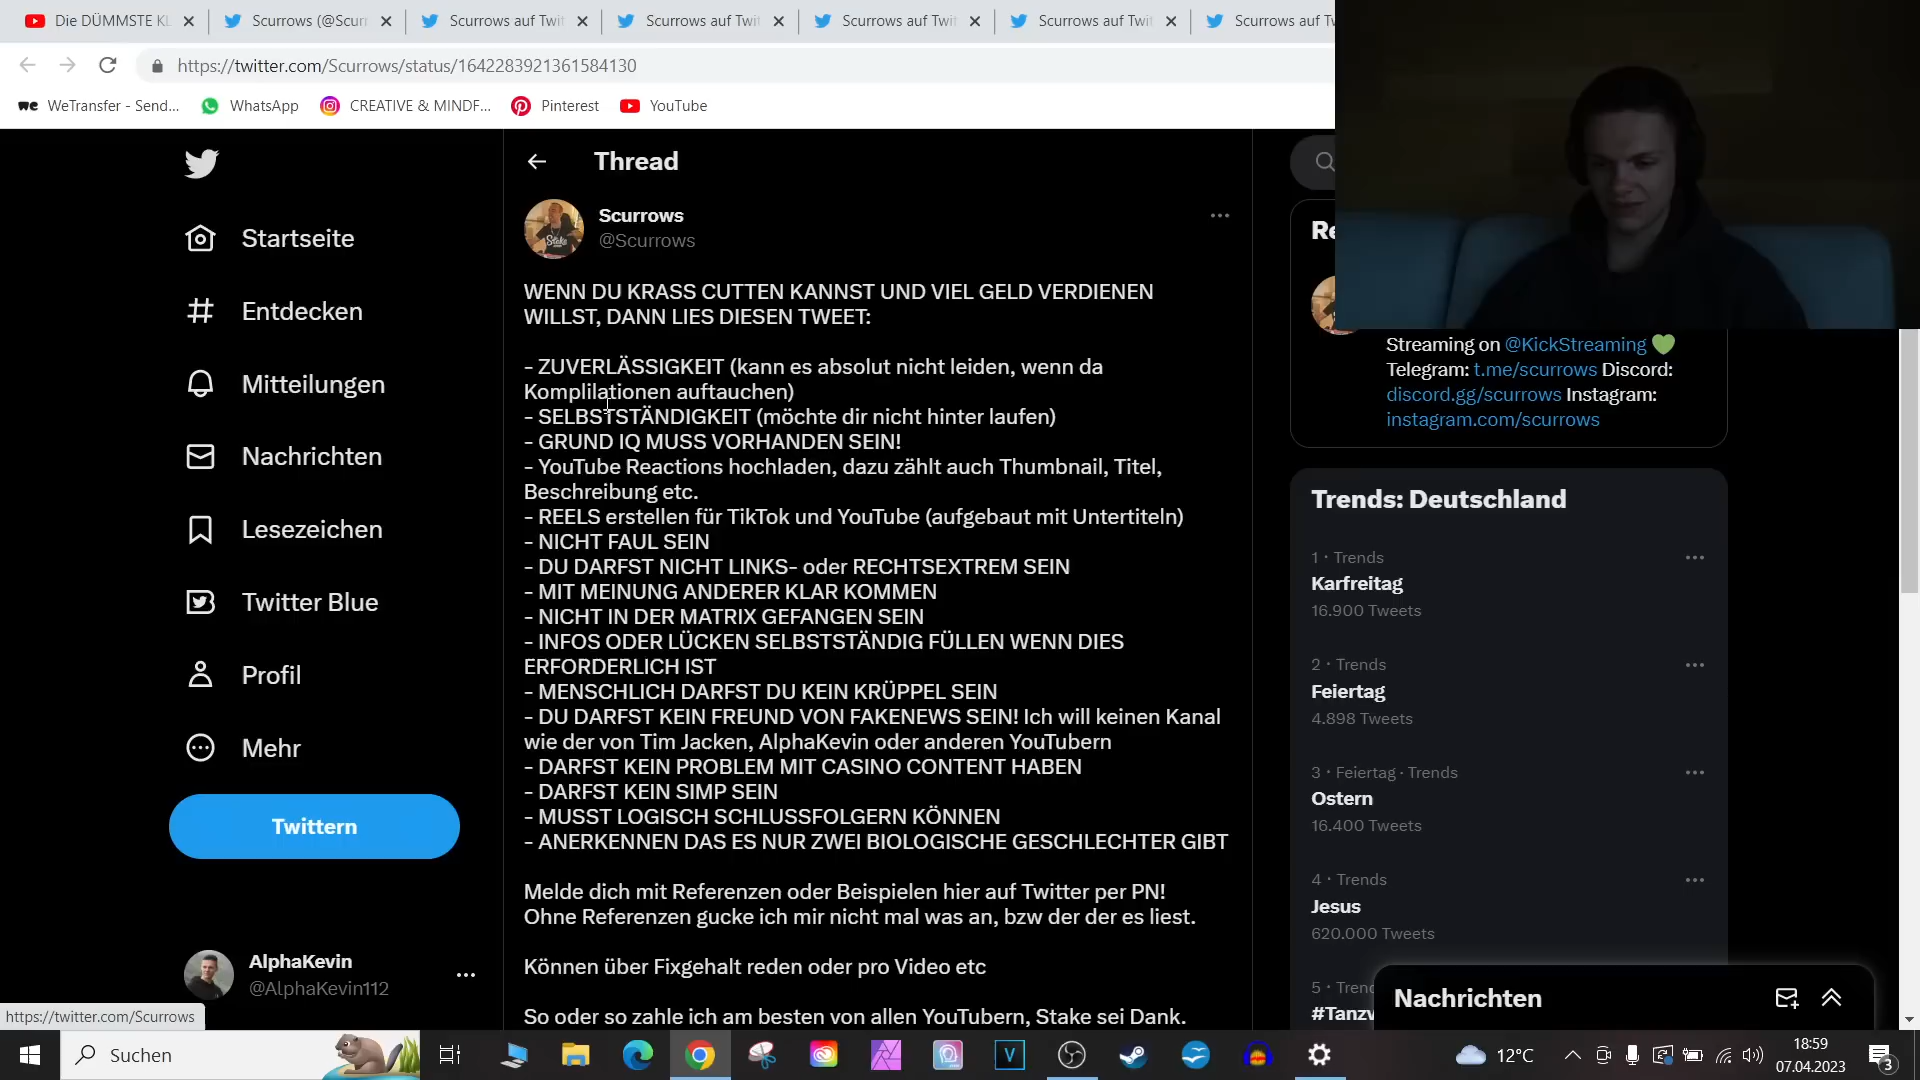 Die DÜMMSTE K
Scurrows (@Scurr
Scurrows auf Twit
Scurrows auf Twit
Scurrows auf Twit
Scurrows auf Twit
Scurrows auf Tw
https://twitter.com/Scurrows/status/1642283921361584130
WeTransfer - Send...
WhatsApp
CREATIVE & MINDF...
Pinterest
YouTube
Startseite
Entdecken
Mitteilungen
Nachrichten
Lesezeichen
Twitter Blue
Profil
Mehr
Twittern
AlphaKevin
@AlphaKevin112
https://twitter.com/Scurrows
Thread
Scurrows
@Scurrows
Stake
WENN DU KRASS CUTTEN KANNST UND VIEL GELD VERDIENEN
WILLST, DANN LIES DIESEN TWEET:
- ZUVERLÄSSIGKEIT (kann es absolut nicht leiden, wenn da
Komplilationen auftauchen)
- SELBSTSTÄNDIGKEIT (möchte dir nicht hinter laufen)
- GRUND IQ MUSS VORHANDEN SEIN!
- YouTube Reactions hochladen, dazu zählt auch Thumbnail, Titel,
Beschreibung etc.
- REELS erstellen für TikTok und YouTube (aufgebaut mit Untertiteln)
- NICHT FAUL SEIN
- DU DARFST NICHT LINKS- oder RECHTSEXTREM SEIN
- MIT MEINUNG ANDERER KLAR KOMMEN
- NICHT IN DER MATRIX GEFANGEN SEIN
- INFOS ODER LÜCKEN SELBSTSTÄNDIG FÜLLEN WENN DIES
ERFORDERLICH IST
- MENSCHLICH DARFST DU KEIN KRÜPPEL SEIN
- DU DARFST KEIN FREUND VON FAKENEWS SEIN! Ich will keinen Kanal
wie der von Tim Jacken, AlphaKevin oder anderen YouTubern
- DARFST KEIN PROBLEM MIT CASINO CONTENT HABEN
- DARFST KEIN SIMP SEIN
- MUSST LOGISCH SCHLUSSFOLGERN KÖNNEN
- ANERKENNEN DAS ES NUR ZWEI BIOLOGISCHE GESCHLECHTER GIBT
Melde dich mit Referenzen oder Beispielen hier auf Twitter per PN!
Ohne Referenzen gucke ich mir nicht mal was an, bzw der der es liest.
Können über Fixgehalt reden oder pro Video etc
So oder so zahle ich am besten von allen YouTubern, Stake sei Dank.
Re
Streaming on @KickStreaming 💚
Telegram: t.me/scurrows Discord:
discord.gg/scurrows Instagram:
instagram.com/scurrows
Trends: Deutschland
1 · Trends
Karfreitag
16.900 Tweets
2 · Trends
Feiertag
4.898 Tweets
3 · Feiertag · Trends
Ostern
16.400 Tweets
4 · Trends
Jesus
620.000 Tweets
5 · Trend
#Tanzv
Nachrichten
Suchen
12°C
18:59
07.04.2023
3